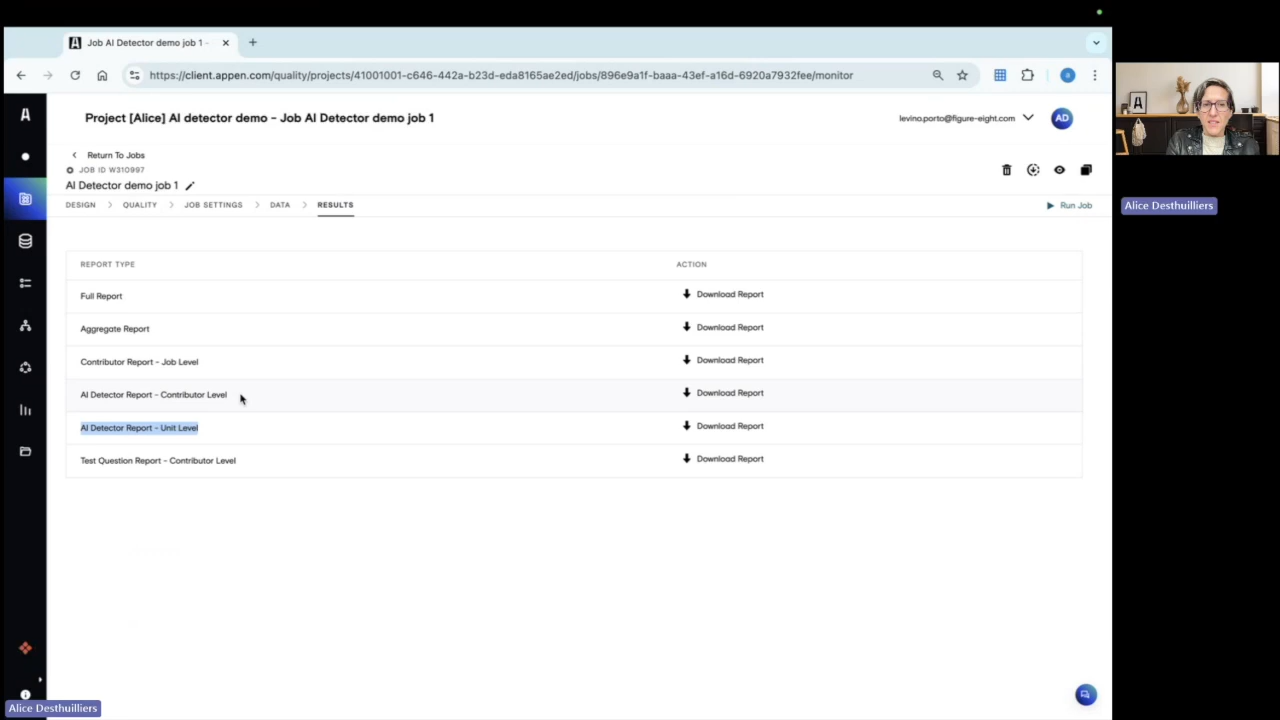 Job AI Detector demo job 1 -
https://client.appen.com/quality/projects/41001001-c646-442a-b23d-eda8165ae2ed/jobs/896e9a1f-baaa-43ef-a16d-6920a7932fee/monitor
Project [Alice] AI detector demo - Job AI Detector demo job 1
levino.porto@figure-eight.com
AD
Return To Jobs
JOB ID W310997
AI Detector demo job 1
DESIGN > QUALITY > JOB SETTINGS > DATA > RESULTS
Run Job
REPORT TYPE ACTION
Full Report Download Report
Aggregate Report Download Report
Contributor Report - Job Level Download Report
AI Detector Report - Contributor Level Download Report
AI Detector Report - Unit Level Download Report
Test Question Report - Contributor Level Download Report
Alice Desthuilliers
Alice Desthuilliers